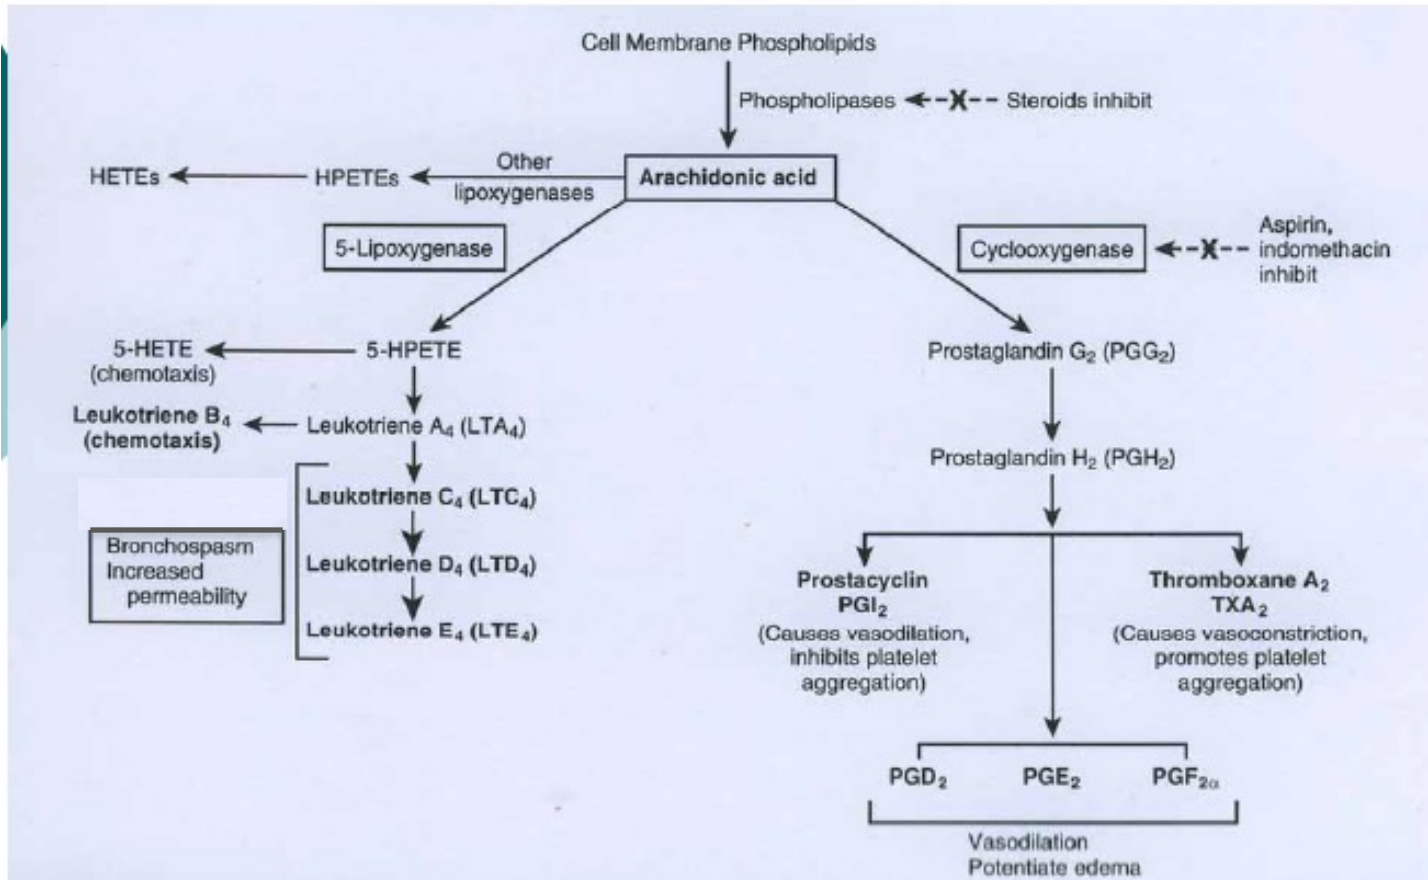 Cell Membrane Phospholipids
Phospholipases
X
Steroids inhibit
HETEs
HPETEs
Other
lipoxygenases
Arachidonic acid
5-Lipoxygenase
Cyclooxygenase
X
Aspirin,
indomethacin
inhibit
5-HETE
(chemotaxis)
5-HPETE
Prostaglandin G₂ (PGG₂)
Leukotriene B₄
(chemotaxis)
Leukotriene A₄ (LTA₄)
Prostaglandin H₂ (PGH₂)
Leukotriene C₄ (LTC₄)
Bronchospasm
Increased
permeability
Leukotriene D₄ (LTD₄)
Leukotriene E₄ (LTE₄)
Prostacyclin
PGI₂
(Causes vasodilation,
inhibits platelet
aggregation)
Thromboxane A₂
TXA₂
(Causes vasoconstriction,
promotes platelet
aggregation)
PGD₂
PGE₂
PGF₂α
Vasodilation
Potentiate edema